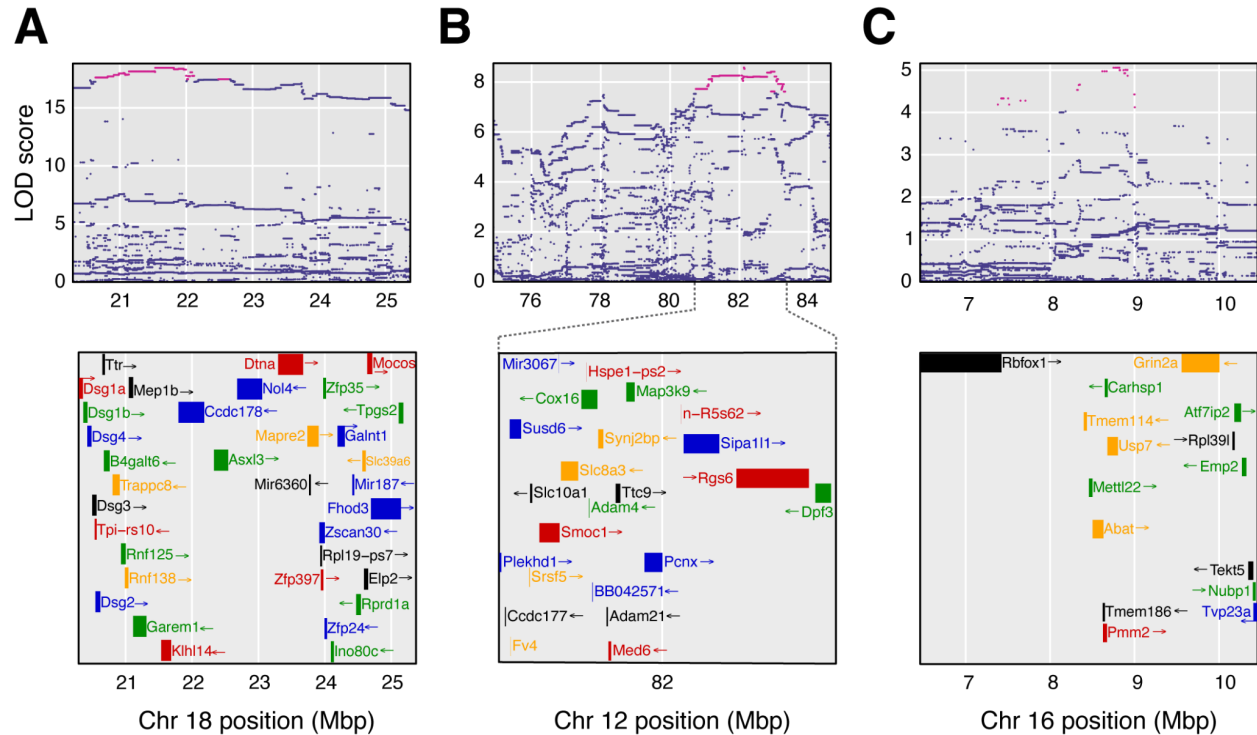 A B C
LOD score
15
10
5
0
21 22 23 24 25
8
6
4
2
0
76 78 80 82 84
5
4
3
2
1
0
7 8 9 10
Ttr→
Dtna →
Mocos →
Dsg1a →
Mep1b→
Nol4←
Zfp35 ←
Dsg1b→
Ccdc178←
←Tpgs2
Dsg4→
Mapre2→
Galnt1 →
B4galt6←
Asxl3→
Slc39a6 ←
Trappc8←
Mir6360
Mir187←
Dsg3→
Fhod3 →
Tpi−rs10←
Zscan30←
Rnf125→
Rpl19−ps7←
Rnf138→
Zfp397 →
Elp2→
Dsg2→
←Rprd1a
Garem1←
Zfp24←
Klhl14←
Ino80c←
21 22 23 24 25
Chr 18 position (Mbp)
Mir3067→
Hspe1−ps2→
←Cox16
Map3k9←
n−R5s62→
Susd6→
Synj2bp←
Sipa1l1→
Slc8a3←
→Rgs6
←Slc10a1
Ttc9→
Adam4←
←Dpf3
Smoc1→
Plekhd1→
Pcnx→
Srsf5→
BB042571←
Ccdc177←
Adam21→
Fv4
Med6←
82
Chr 12 position (Mbp)
Rbfox1→
Grin2a ←
Carhsp1←
Atf7ip2 →
Tmem114←
→Rpl39l
Usp7←
←Emp2
Mettl22→
Abat→
←Tekt5
→Nubp1
Tmem186←
Tvp23a ←
Pmm2→
7 8 9 10
Chr 16 position (Mbp)